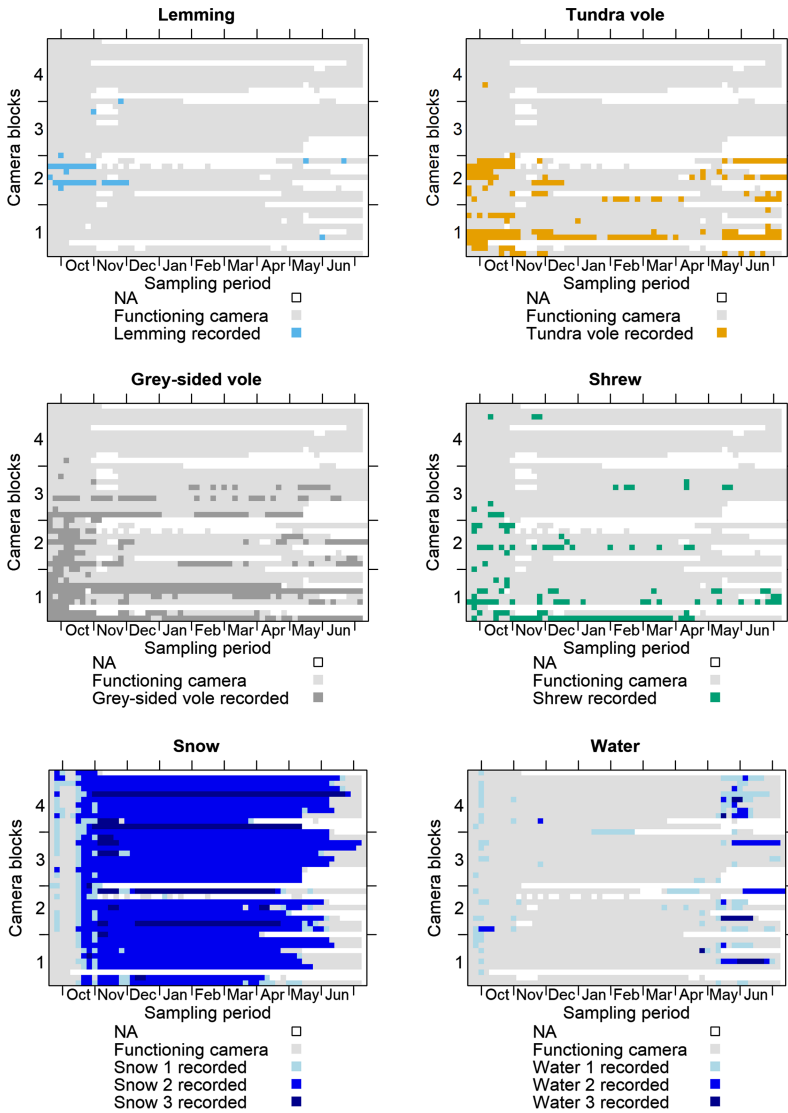 Lemming
Tundra vole
Camera blocks
4
3
2
1
Oct Nov Dec Jan Feb Mar Apr May Jun
Sampling period
NA
Functioning camera
Lemming recorded
Camera blocks
4
3
2
1
Oct Nov Dec Jan Feb Mar Apr May Jun
Sampling period
NA
Functioning camera
Tundra vole recorded
Grey-sided vole
Shrew
Camera blocks
4
3
2
1
Oct Nov Dec Jan Feb Mar Apr May Jun
Sampling period
NA
Functioning camera
Grey-sided vole recorded
Camera blocks
4
3
2
1
Oct Nov Dec Jan Feb Mar Apr May Jun
Sampling period
NA
Functioning camera
Shrew recorded
Snow
Water
Camera blocks
4
3
2
1
Oct Nov Dec Jan Feb Mar Apr May Jun
Sampling period
NA
Functioning camera
Snow 1 recorded
Snow 2 recorded
Snow 3 recorded
Camera blocks
4
3
2
1
Oct Nov Dec Jan Feb Mar Apr May Jun
Sampling period
NA
Functioning camera
Water 1 recorded
Water 2 recorded
Water 3 recorded